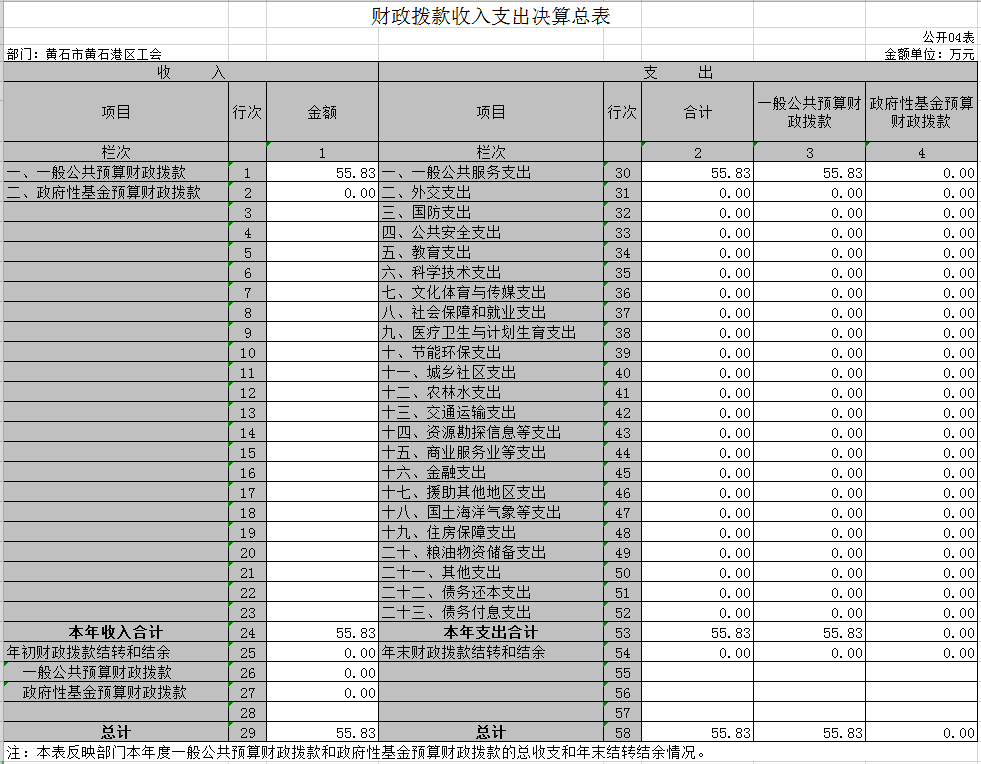 财政拨款收入支出决算总表
公开04表
部门：黄石市黄石港区工会 金额单位：万元
收 入 支 出
项目 行次 金额 项目 行次 合计 一般公共预算财政拨款 政府性基金预算财政拨款
栏次 1 栏次 2 3 4
一、一般公共预算财政拨款 1 55.83 一、一般公共服务支出 30 55.83 55.83 0.00
二、政府性基金预算财政拨款 2 0.00 二、外交支出 31 0.00 0.00 0.00
3 三、国防支出 32 0.00 0.00 0.00
4 四、公共安全支出 33 0.00 0.00 0.00
5 五、教育支出 34 0.00 0.00 0.00
6 六、科学技术支出 35 0.00 0.00 0.00
7 七、文化体育与传媒支出 36 0.00 0.00 0.00
8 八、社会保障和就业支出 37 0.00 0.00 0.00
9 九、医疗卫生与计划生育支出 38 0.00 0.00 0.00
10 十、节能环保支出 39 0.00 0.00 0.00
11 十一、城乡社区支出 40 0.00 0.00 0.00
12 十二、农林水支出 41 0.00 0.00 0.00
13 十三、交通运输支出 42 0.00 0.00 0.00
14 十四、资源勘探信息等支出 43 0.00 0.00 0.00
15 十五、商业服务业等支出 44 0.00 0.00 0.00
16 十六、金融支出 45 0.00 0.00 0.00
17 十七、援助其他地区支出 46 0.00 0.00 0.00
18 十八、国土海洋气象等支出 47 0.00 0.00 0.00
19 十九、住房保障支出 48 0.00 0.00 0.00
20 二十、粮油物资储备支出 49 0.00 0.00 0.00
21 二十一、其他支出 50 0.00 0.00 0.00
22 二十二、债务还本支出 51 0.00 0.00 0.00
23 二十三、债务付息支出 52 0.00 0.00 0.00
本年收入合计 24 55.83 本年支出合计 53 55.83 55.83 0.00
年初财政拨款结转和结余 25 0.00 年末财政拨款结转和结余 54 0.00 0.00 0.00
一般公共预算财政拨款 26 0.00 55
政府性基金预算财政拨款 27 0.00 56
28 57
总计 29 55.83 总计 58 55.83 55.83 0.00
注：本表反映部门本年度一般公共预算财政拨款和政府性基金预算财政拨款的总收支和年末结转结余情况。